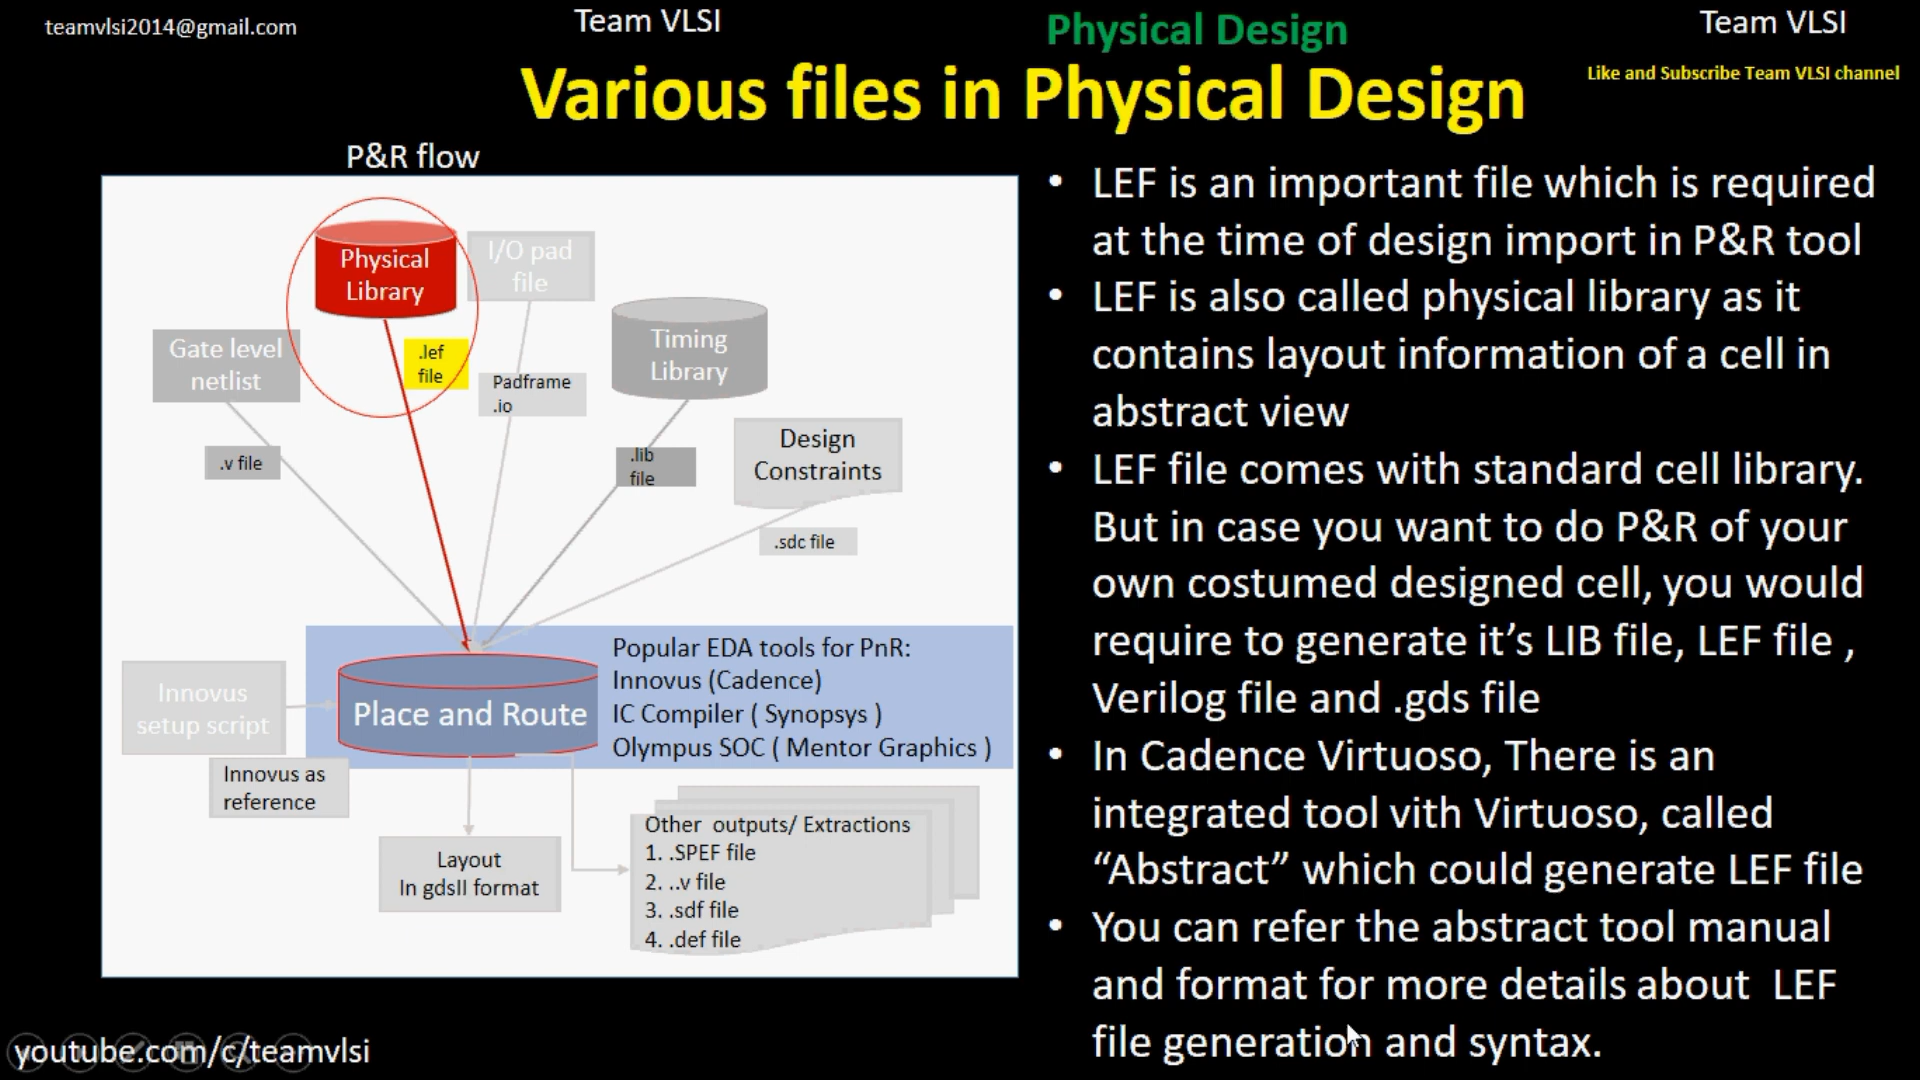 teamvlsi2014@gmail.com
Team VLSI
Physical Design
Team VLSI
Like and Subscribe Team VLSI channel
Various files in Physical Design
P&R flow
Physical
Library
I/O pad
file
Gate level
netlist
.lef
file
Padframe
.io
Timing
Library
.v file
.lib
file
Design
Constraints
.sdc file
Innovus
setup script
Innovus as
reference
Place and Route
Popular EDA tools for PnR:
Innovus (Cadence)
IC Compiler ( Synopsys )
Olympus SOC ( Mentor Graphics )
Layout
In gdsII format
Other outputs/ Extractions
1. .SPEF file
2. ..v file
3. .sdf file
4. .def file
• LEF is an important file which is required
at the time of design import in P&R tool
• LEF is also called physical library as it
contains layout information of a cell in
abstract view
• LEF file comes with standard cell library.
But in case you want to do P&R of your
own costumed designed cell, you would
require to generate it’s LIB file, LEF file ,
Verilog file and .gds file
• In Cadence Virtuoso, There is an
integrated tool vith Virtuoso, called
“Abstract” which could generate LEF file
• You can refer the abstract tool manual
and format for more details about LEF
file generation and syntax.
youtube.com/c/teamvlsi